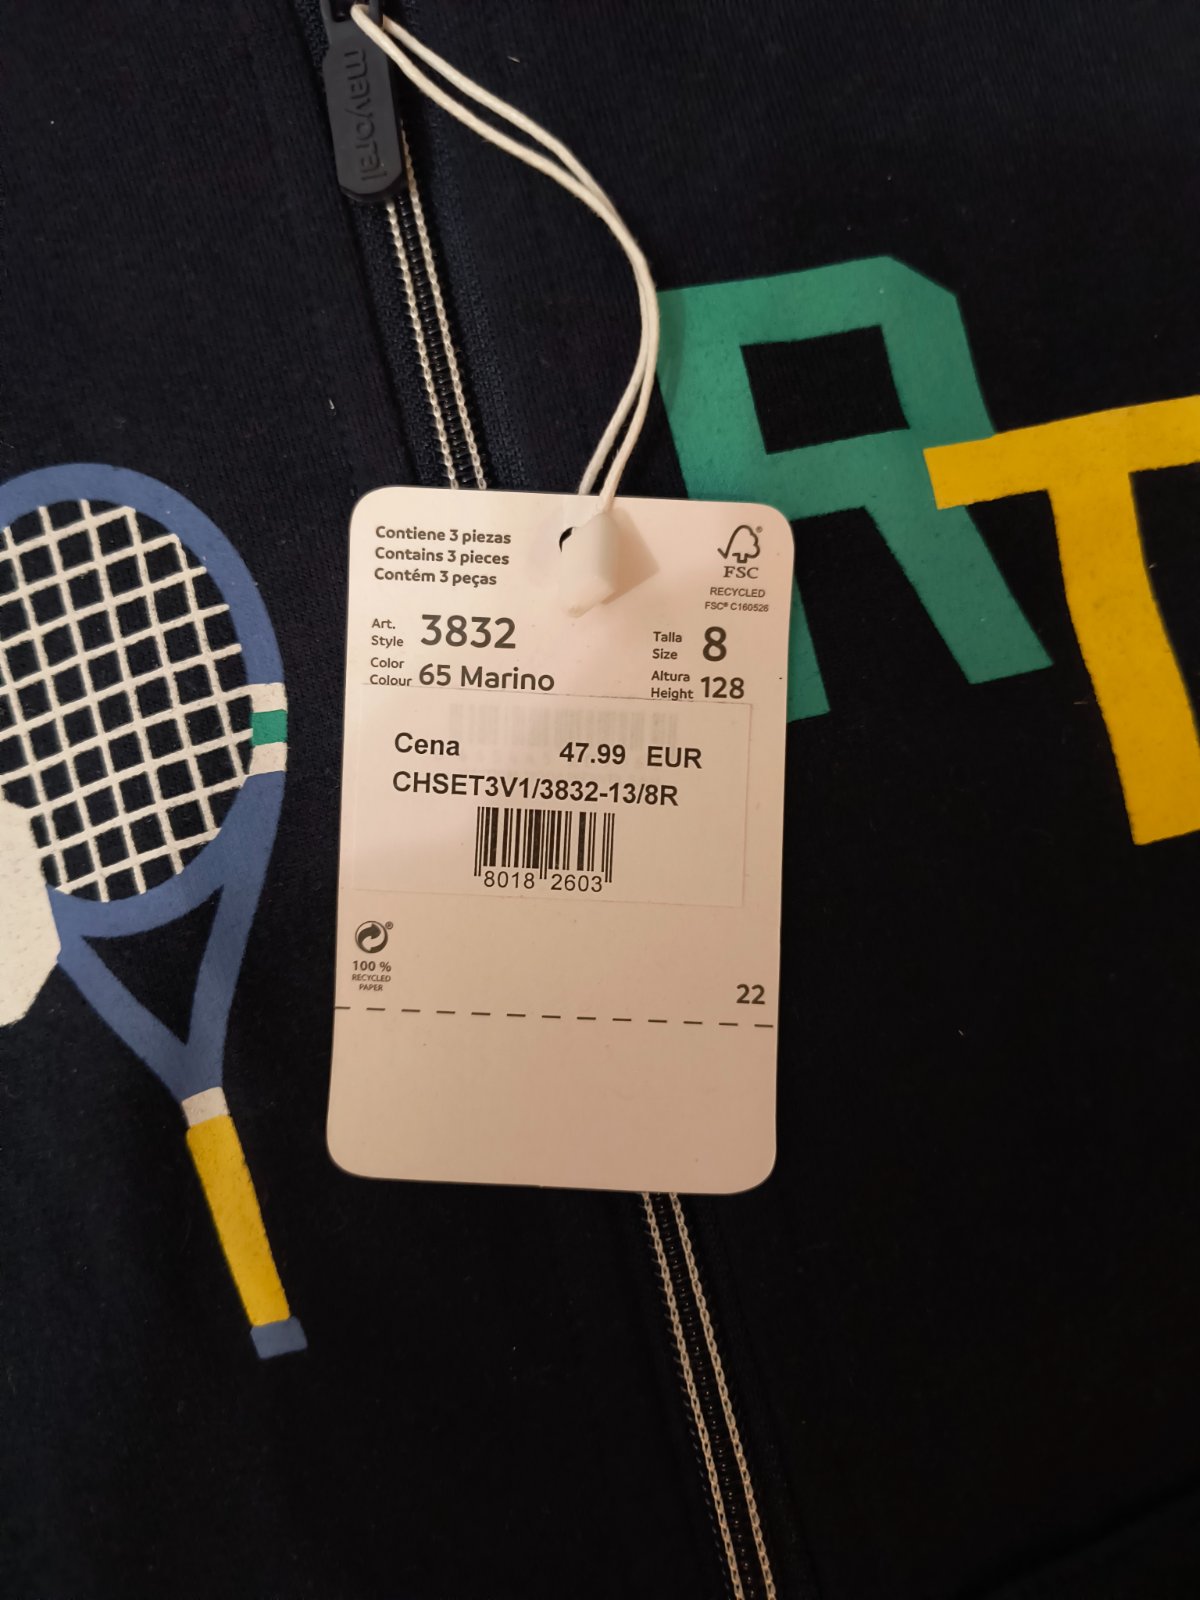 mayoral
RT
Contiene 3 piezas
Contains 3 pieces
Contém 3 peças
FSC®
RECYCLED
FSC® C160526
Art.
Style 3832
Talla
Size 8
Color
Colour 65 Marino
Altura
Height 128
Cena 47.99 EUR
CHSET3V1/3832-13/8R
8018 2603
®
100 %
RECYCLED
PAPER
22